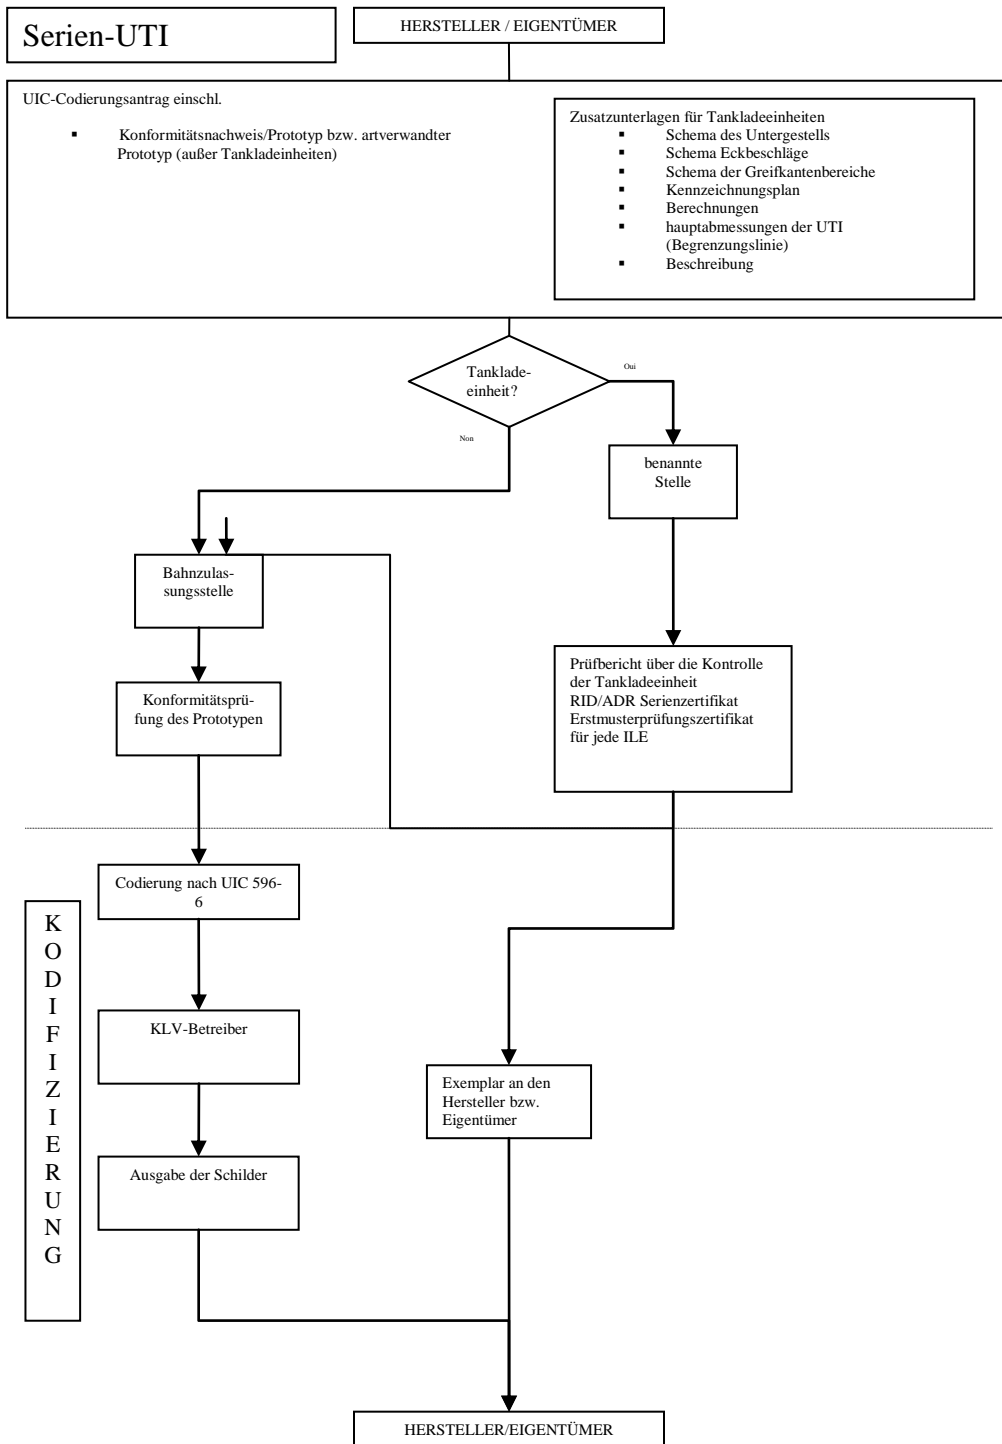 Serien-UTI
HERSTELLER / EIGENTÜMER
UIC-Codierungsantrag einschl.
▪ Konformitätsnachweis/Prototyp bzw. artverwandter
Prototyp (außer Tankladeinheiten)
Zusatzunterlagen für Tankladeeinheiten
▪ Schema des Untergestells
▪ Schema Eckbeschläge
▪ Schema der Greifkantenbereiche
▪ Kennzeichnungsplan
▪ Berechnungen
▪ hauptabmessungen der UTI
(Begrenzungslinie)
▪ Beschreibung
Tanklade-
einheit?
Oui
Non
benannte
Stelle
Bahnzulas-
sungsstelle
Konformitätsprü-
fung des Prototypen
Prüfbericht über die Kontrolle
der Tankladeeinheit
RID/ADR Serienzertifikat
Erstmusterprüfungszertifikat
für jede ILE
Codierung nach UIC 596-
6
K
O
D
I
F
I
Z
I
E
R
U
N
G
KLV-Betreiber
Exemplar an den
Hersteller bzw.
Eigentümer
Ausgabe der Schilder
HERSTELLER/EIGENTÜMER